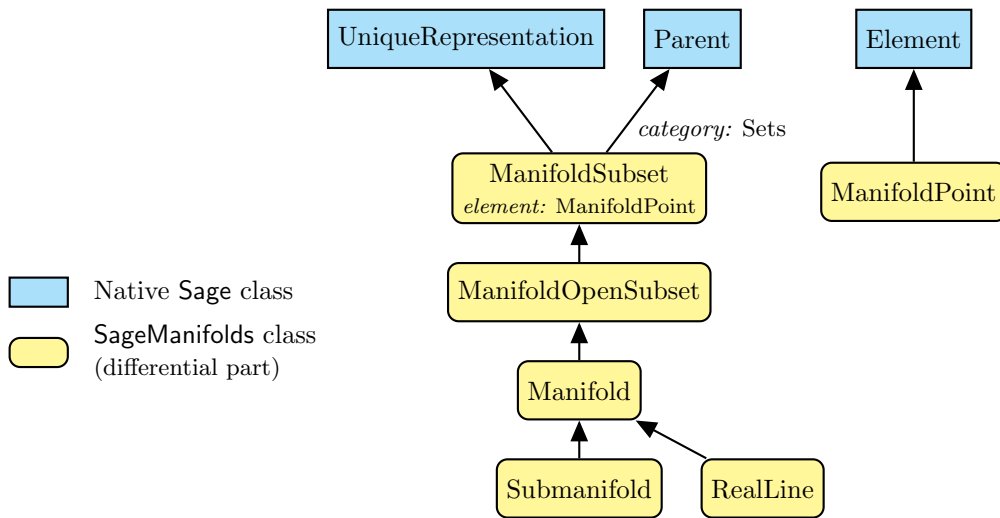 UniqueRepresentation
Parent
Element
category: Sets
ManifoldSubset
element: ManifoldPoint
ManifoldPoint
ManifoldOpenSubset
Native Sage class
SageManifolds class
(differential part)
Manifold
Submanifold
RealLine